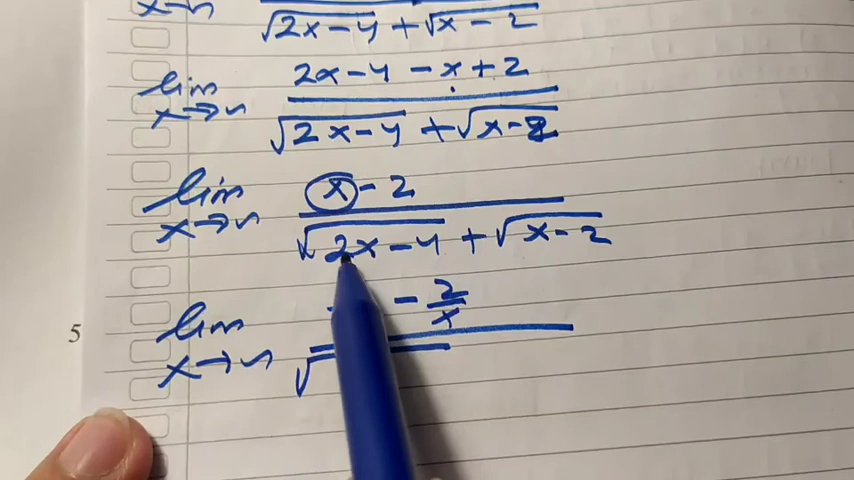 x→∞ √2x-4 + √x-2
lim x→∞ 2x-4-x+2
√2x-4 + √x-2
lim x→∞ x-2
√2x-4 + √x-2
lim x→∞ - 2/x
√
5